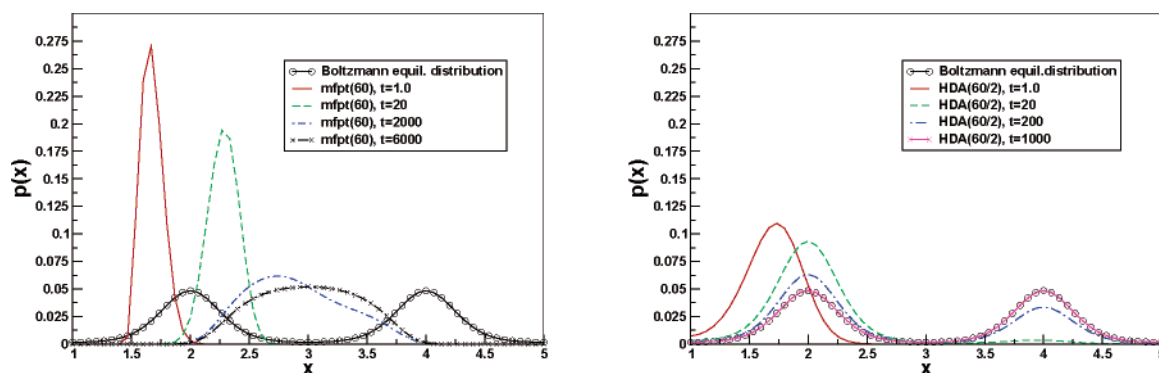 0.275
0.25
0.225
0.2
0.175
0.15
0.125
0.1
0.075
0.05
0.025
0
p(x)
1 1.5 2 2.5 3 3.5 4 4.5 5
x
Boltzmann equil. distribution
mfpt(60), t=1.0
mfpt(60), t=20
mfpt(60), t=2000
mfpt(60), t=6000
0.275
0.25
0.225
0.2
0.175
0.15
0.125
0.1
0.075
0.05
0.025
0
p(x)
1 1.5 2 2.5 3 3.5 4 4.5 5
x
Boltzmann equil.distribution
HDA(60/2), t=1.0
HDA(60/2), t=20
HDA(60/2), t=200
HDA(60/2), t=1000